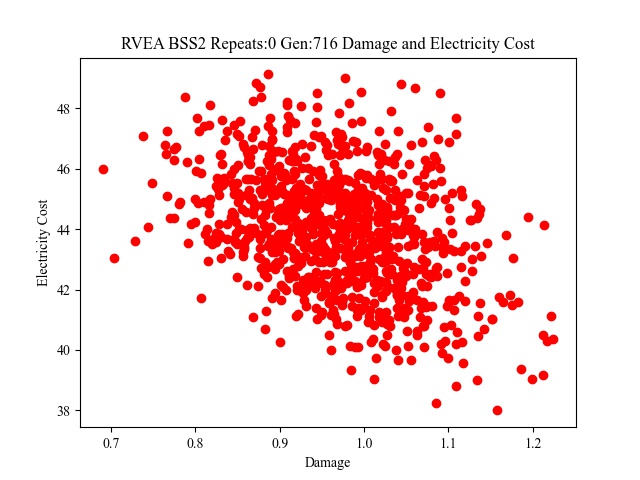 RVEA BSS2 Repeats:0 Gen:716 Damage and Electricity Cost
48
46
44
42
40
38
Electricity Cost
0.7 0.8 0.9 1.0 1.1 1.2
Damage